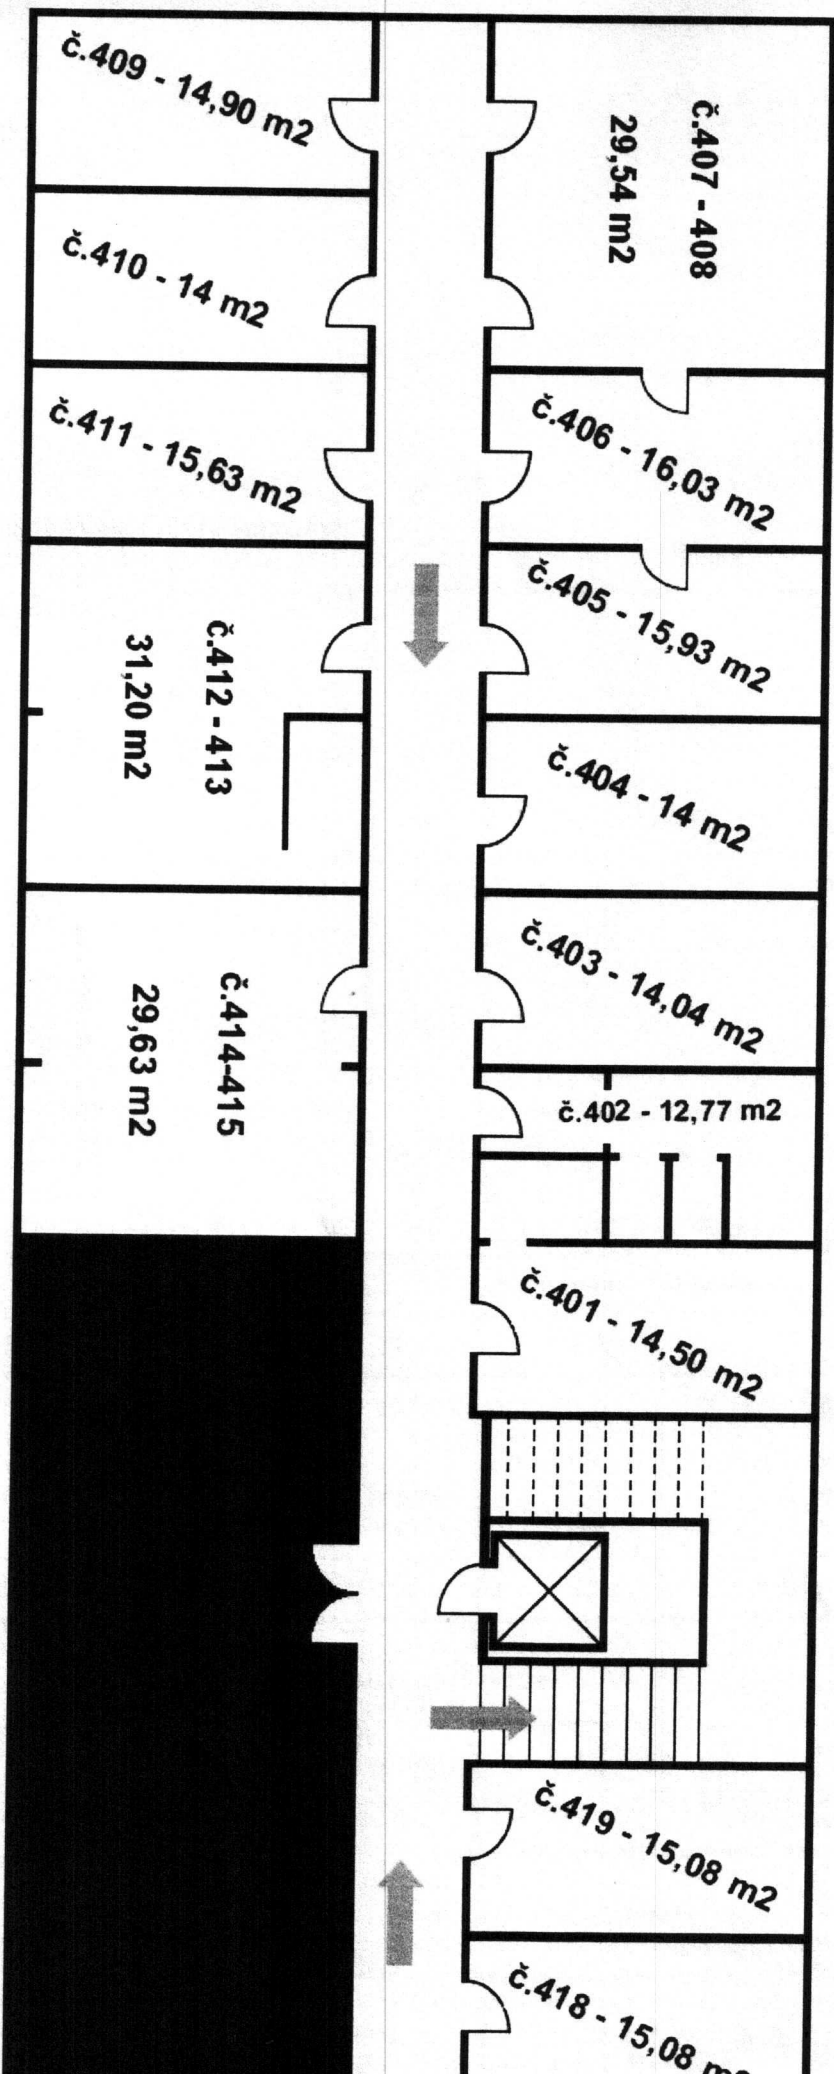 č.409 - 14,90 m2
č.410 - 14 m2
č.411 - 15,63 m2
č.412 - 413
31,20 m2
č.414-415
29,63 m2
č.407 - 408
29,54 m2
č.406 - 16,03 m2
č.405 - 15,93 m2
č.404 - 14 m2
č.403 - 14,04 m2
č.402 - 12,77 m2
č.401 - 14,50 m2
č.419 - 15,08 m2
č.418 - 15,08 m2